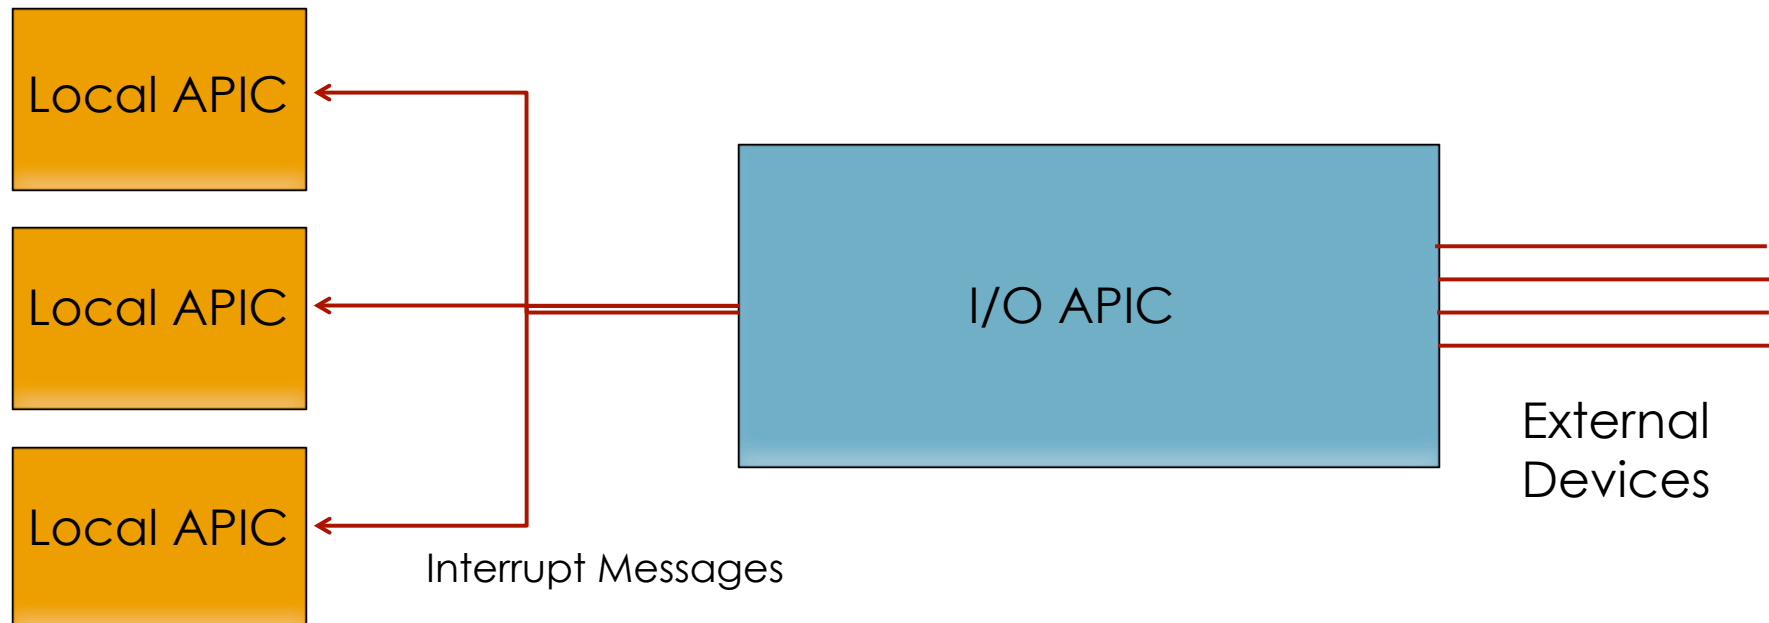 Local APIC
Local APIC
I/O APIC
External
Devices
Local APIC
Interrupt Messages